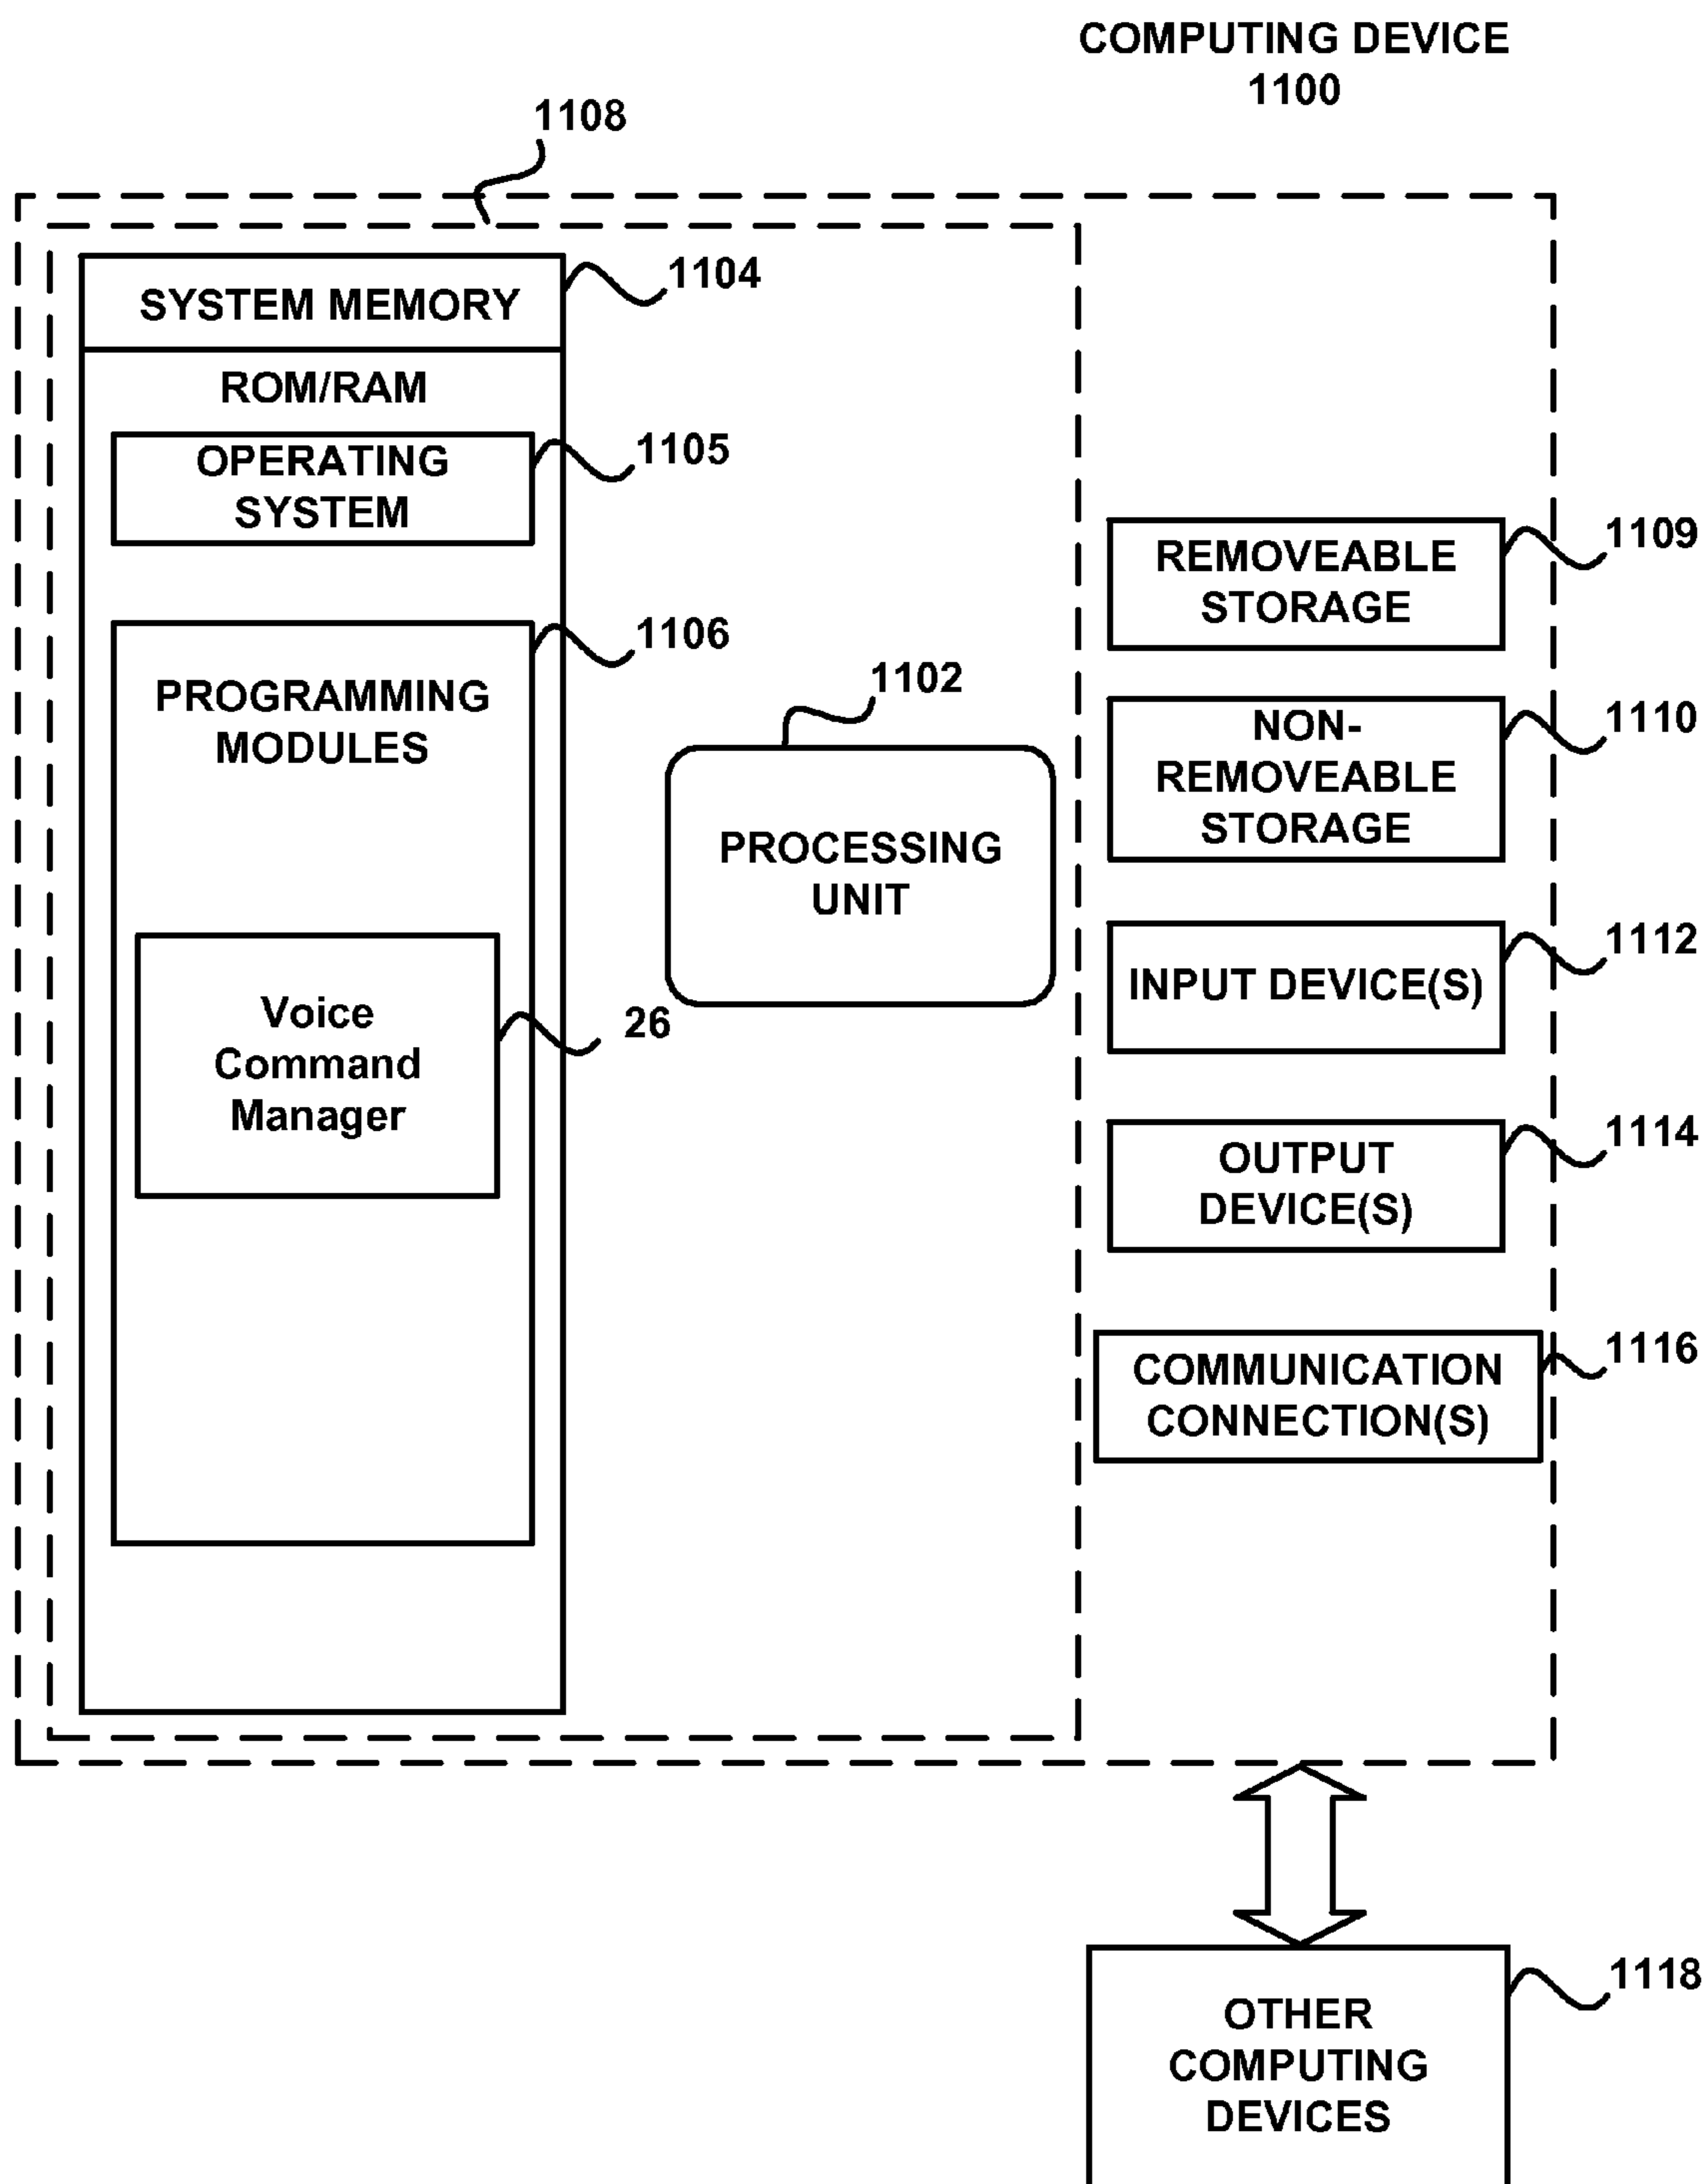 COMPUTING DEVICE
1100
1108
SYSTEM MEMORY
1104
ROM/RAM
OPERATING
SYSTEM
1105
PROGRAMMING
MODULES
1106
Voice
Command
Manager
26
1102
PROCESSING
UNIT
REMOVEABLE
STORAGE
1109
NON-
REMOVEABLE
STORAGE
1110
INPUT DEVICE(S)
1112
OUTPUT
DEVICE(S)
1114
COMMUNICATION
CONNECTION(S)
1116
OTHER
COMPUTING
DEVICES
1118